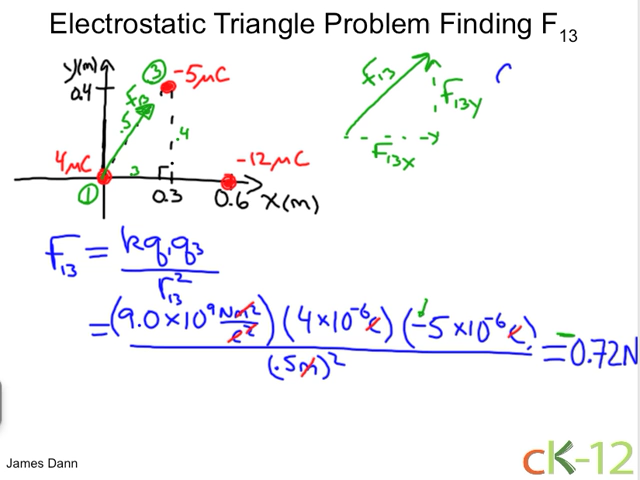 Electrostatic Triangle Problem Finding F₁₃
y(m)
0.4
③ -5μC
F₁₃
.5
.4
4μC
①
.3
0.3
-12μC
0.6
x(m)
F₁₃
F₁₃y
F₁₃x
F₁₃ = kq₁q₃ / r₁₃²
= (9.0×10⁹ Nm²/c²) (4×10⁻⁶c) (-5×10⁻⁶c) / (.5m)² = -0.72N
James Dann
cK-12